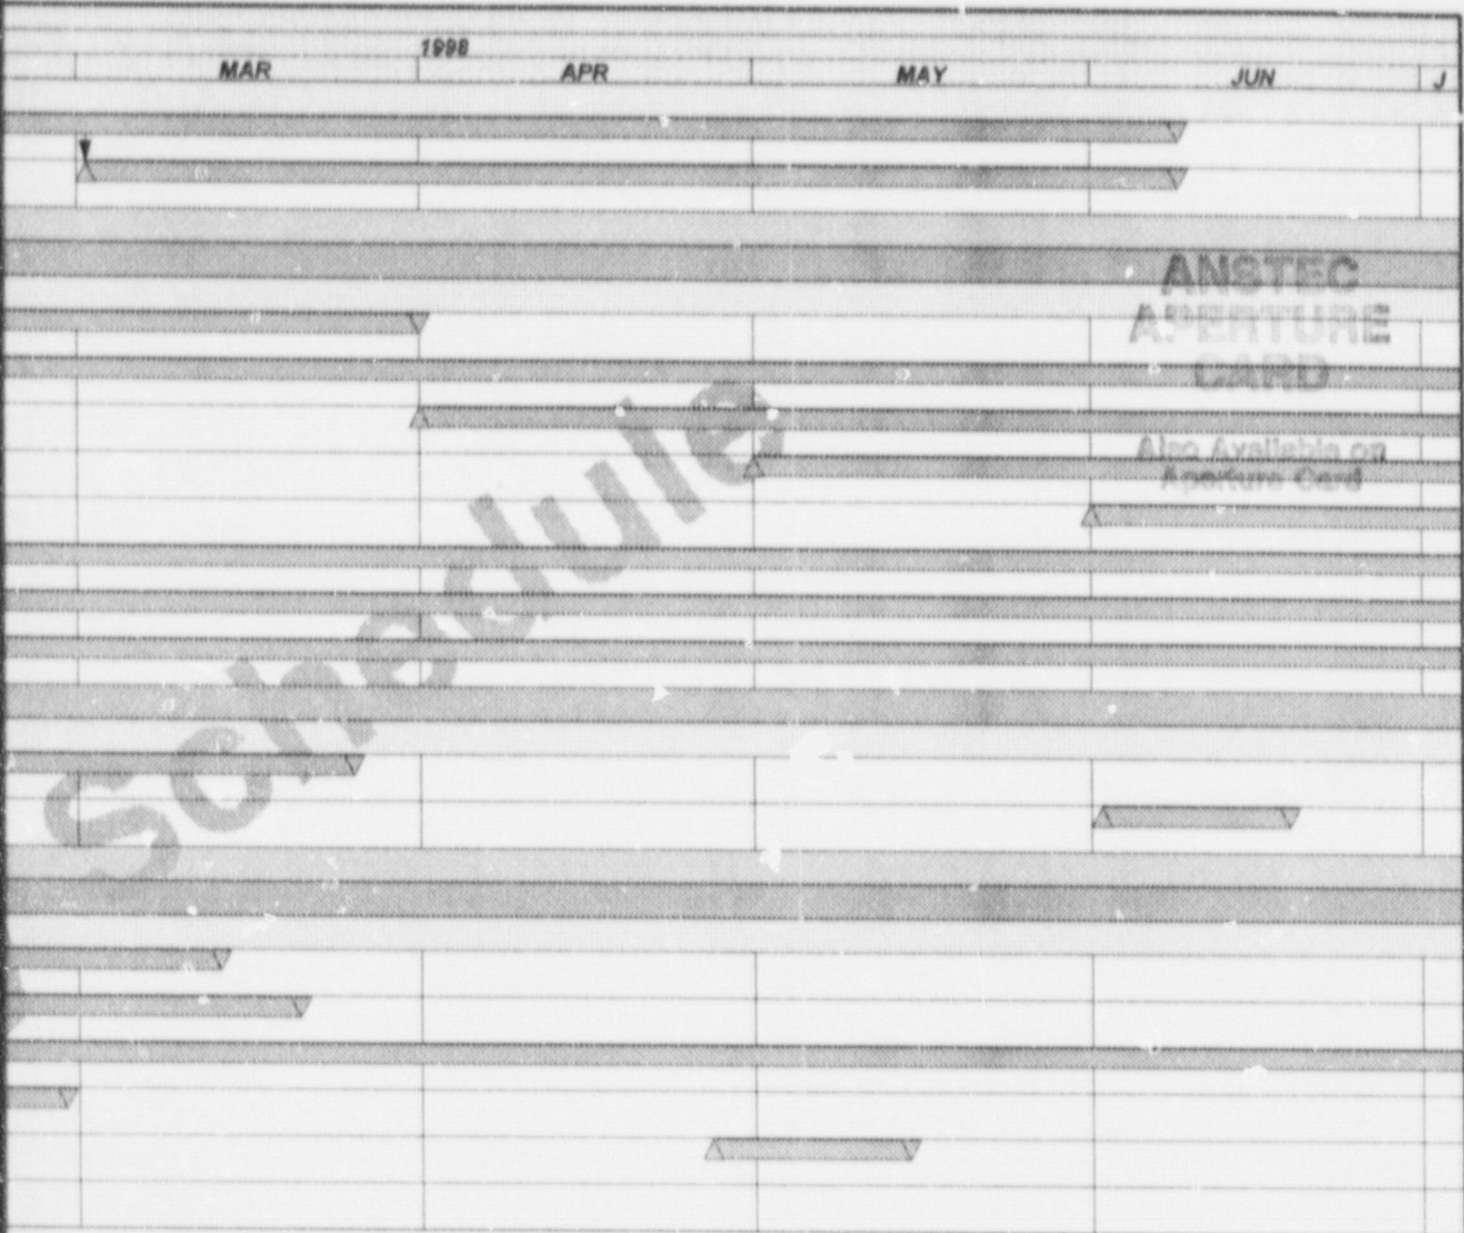 1998
MAR APR MAY JUN J
ANSTEC
APERTURE
CARD
Also Available on
Aperture Card
Schedule